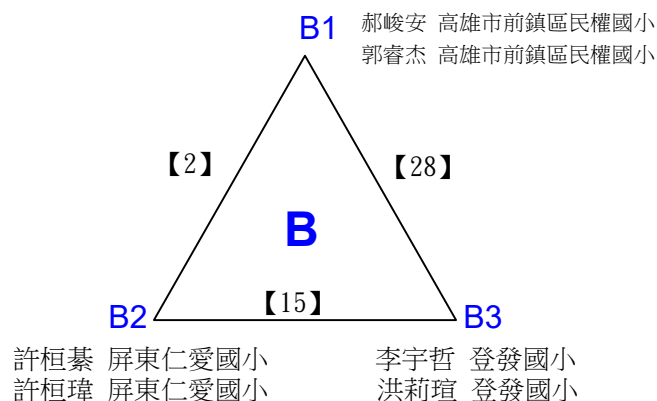 B1
郝峻安 高雄市前鎮區民權國小
郭睿杰 高雄市前鎮區民權國小
【2】
【28】
B
【15】
B2
B3
許桓綦 屏東仁愛國小
李宇哲 登發國小
許桓瑋 屏東仁愛國小
洪莉瑄 登發國小